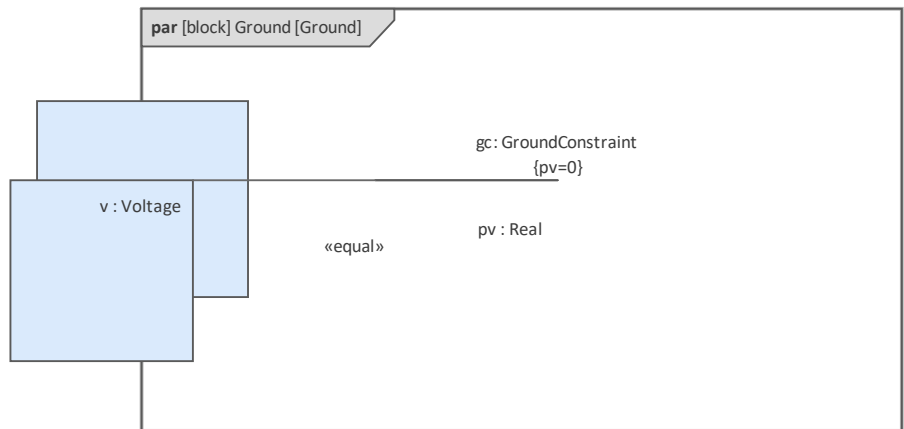 par [block] Ground [Ground]
gc: GroundConstraint
{pv=0}
v : Voltage
pv : Real
«equal»